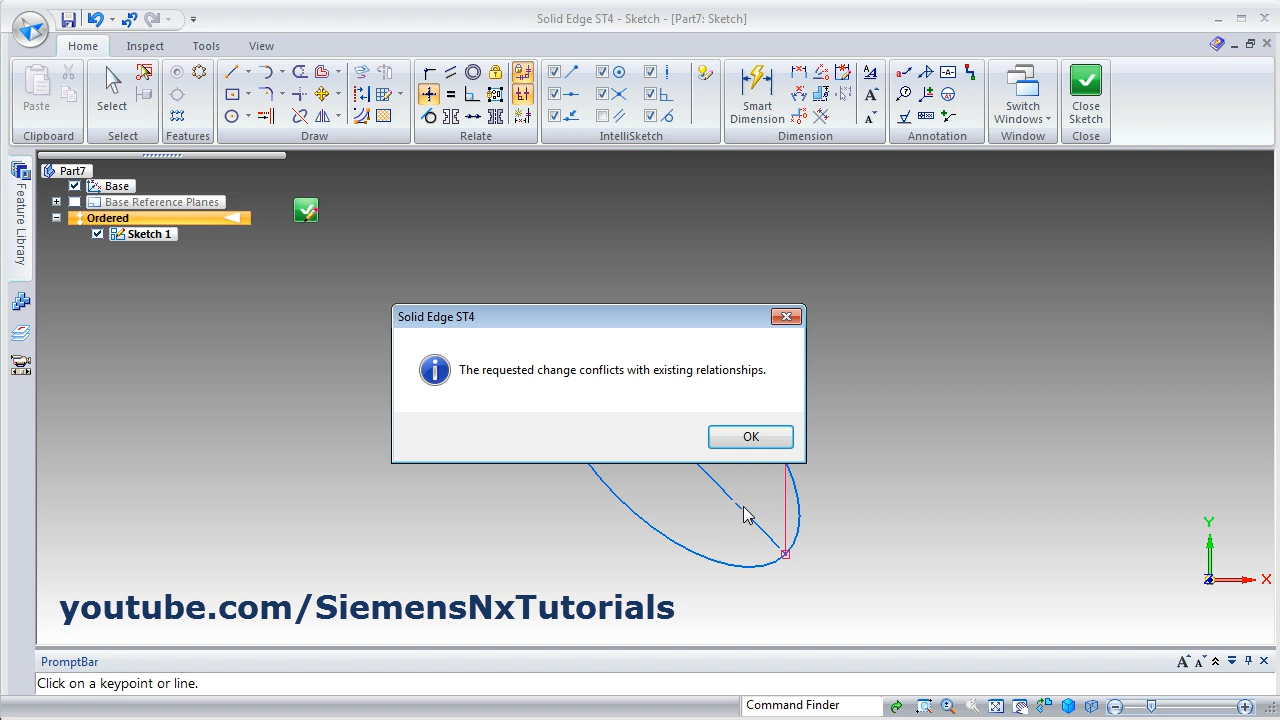 Solid Edge ST4 - Sketch - [Part7: Sketch]
Home Inspect Tools View
Paste
Select
Smart Dimension
Switch Windows
Close Sketch
Clipboard Select Features Draw Relate IntelliSketch Dimension Annotation Window Close
Feature Library
Part7
Base
Base Reference Planes
Ordered
Sketch 1
Solid Edge ST4
The requested change conflicts with existing relationships.
OK
Y
X
Z
youtube.com/SiemensNxTutorials
PromptBar
Click on a keypoint or line.
Command Finder